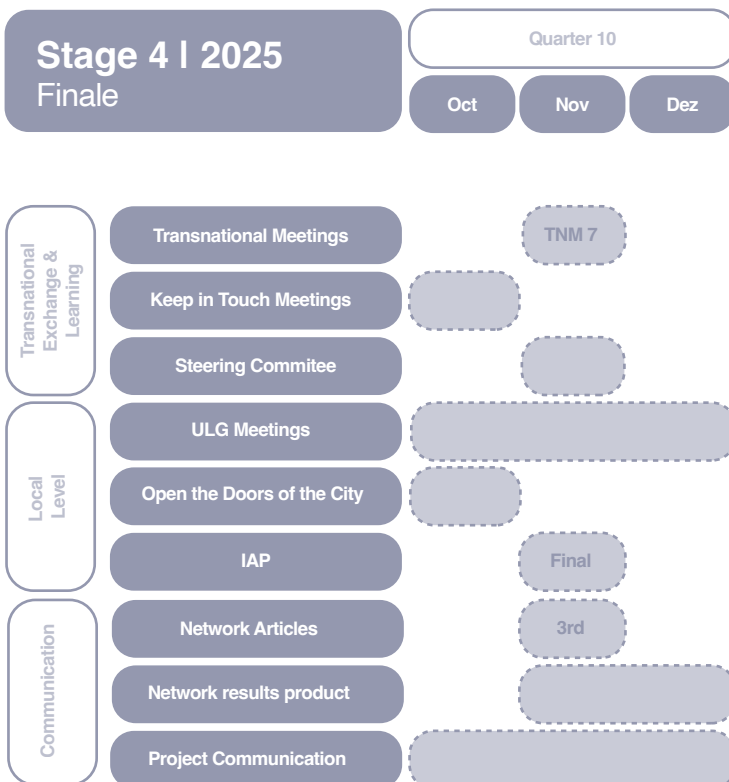 Stage 4 | 2025
Finale
Quarter 10
Oct
Nov
Dez
Transnational
Exchange &
Learning
Transnational Meetings
TNM 7
Keep in Touch Meetings
Steering Commitee
Local
Level
ULG Meetings
Open the Doors of the City
IAP
Final
Communication
Network Articles
3rd
Network results product
Project Communication